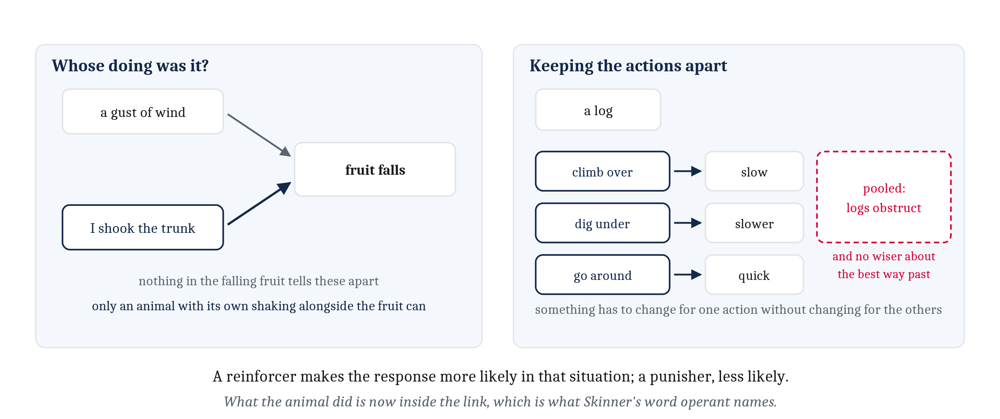 Whose doing was it?
a gust of wind
fruit falls
I shook the trunk
nothing in the falling fruit tells these apart
only an animal with its own shaking alongside the fruit can
Keeping the actions apart
a log
climb over
slow
dig under
slower
go around
quick
pooled:
logs obstruct
and no wiser about
the best way past
something has to change for one action without changing for the others
A reinforcer makes the response more likely in that situation; a punisher, less likely.
What the animal did is now inside the link, which is what Skinner's word operant names.